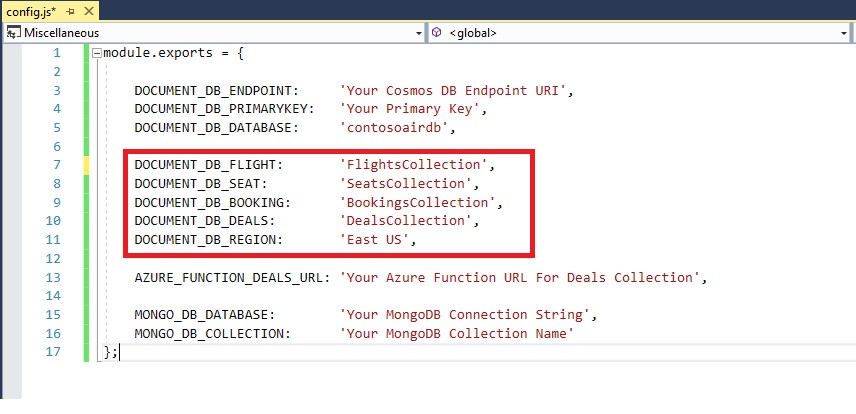 config.js*
Miscellaneous <global>
1 module.exports = {
2
3 DOCUMENT_DB_ENDPOINT: 'Your Cosmos DB Endpoint URI',
4 DOCUMENT_DB_PRIMARYKEY: 'Your Primary Key',
5 DOCUMENT_DB_DATABASE: 'contosoairdb',
6
7 DOCUMENT_DB_FLIGHT: 'FlightsCollection',
8 DOCUMENT_DB_SEAT: 'SeatsCollection',
9 DOCUMENT_DB_BOOKING: 'BookingsCollection',
10 DOCUMENT_DB_DEALS: 'DealsCollection',
11 DOCUMENT_DB_REGION: 'East US',
12
13 AZURE_FUNCTION_DEALS_URL: 'Your Azure Function URL For Deals Collection',
14
15 MONGO_DB_DATABASE: 'Your MongoDB Connection String',
16 MONGO_DB_COLLECTION: 'Your MongoDB Collection Name'
17 };